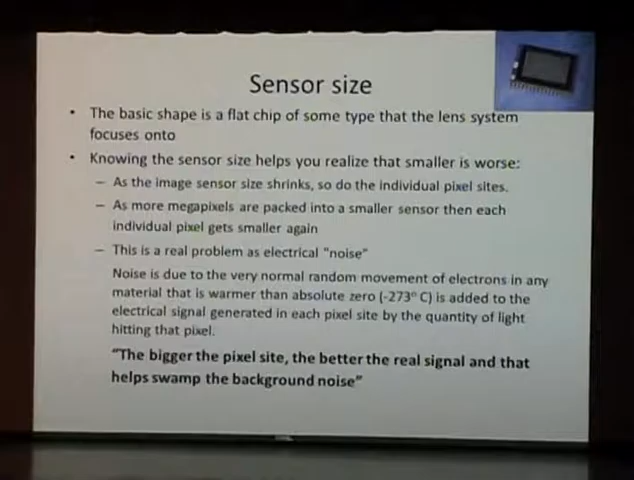 Sensor size
• The basic shape is a flat chip of some type that the lens system
focuses onto
• Knowing the sensor size helps you realize that smaller is worse:
– As the image sensor size shrinks, so do the individual pixel sites.
– As more megapixels are packed into a smaller sensor then each
individual pixel gets smaller again
– This is a real problem as electrical "noise"
Noise is due to the very normal random movement of electrons in any
material that is warmer than absolute zero (-273° C) is added to the
electrical signal generated in each pixel site by the quantity of light
hitting that pixel.
"The bigger the pixel site, the better the real signal and that
helps swamp the background noise"